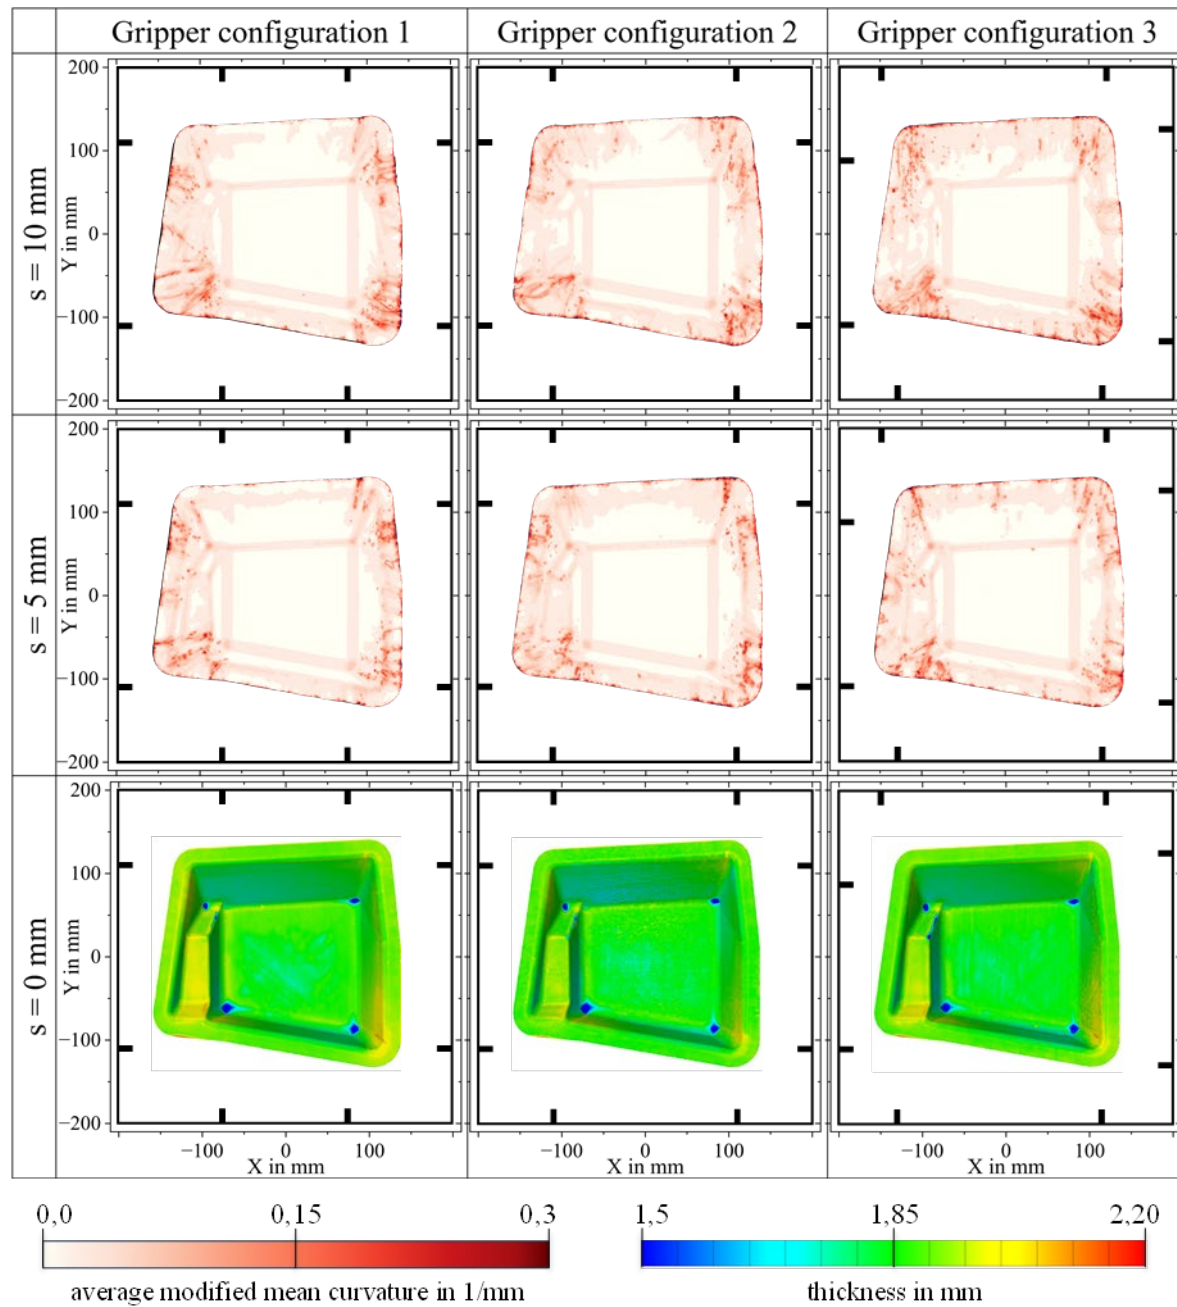 Gripper configuration 1 Gripper configuration 2 Gripper configuration 3
s = 10 mm
Y in mm
200
100
0
−100
−200
s = 5 mm
Y in mm
200
100
0
−100
−200
s = 0 mm
Y in mm
200
100
0
−100
−200
−100 0 100 −100 0 100 −100 0 100
X in mm X in mm X in mm
0,0 0,15 0,3 1,5 1,85 2,20
average modified mean curvature in 1/mm thickness in mm